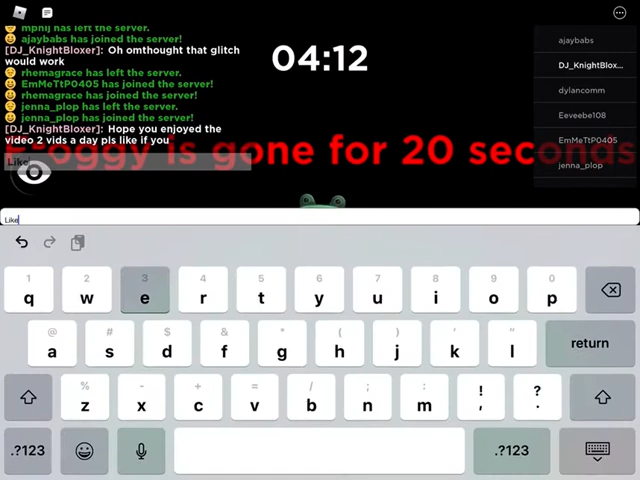 mphij has left the server.
ajaybabs has joined the server!
[DJ_KnightBloxer]: Oh omthought that glitch
would work
rhemagrace has left the server.
EmMeTtP0405 has joined the server!
rhemagrace has joined the server!
jenna_plop has left the server.
jenna_plop has joined the server!
[DJ_KnightBloxer]: Hope you enjoyed the
video 2 vids a day pls like if you
Like
04:12
ajaybabs
DJ_KnightBlox...
dylancomm
Eeveebe108
EmMeTtP0405
jenna_plop
is gone for 20 seconds
Like
1 2 3 4 5 6 7 8 9 0
q w e r t y u i o p
@ # $ & * ( ) ' "
a s d f g h j k l return
% - + = / ; : ! ?
z x c v b n m , .
.?123 .?123